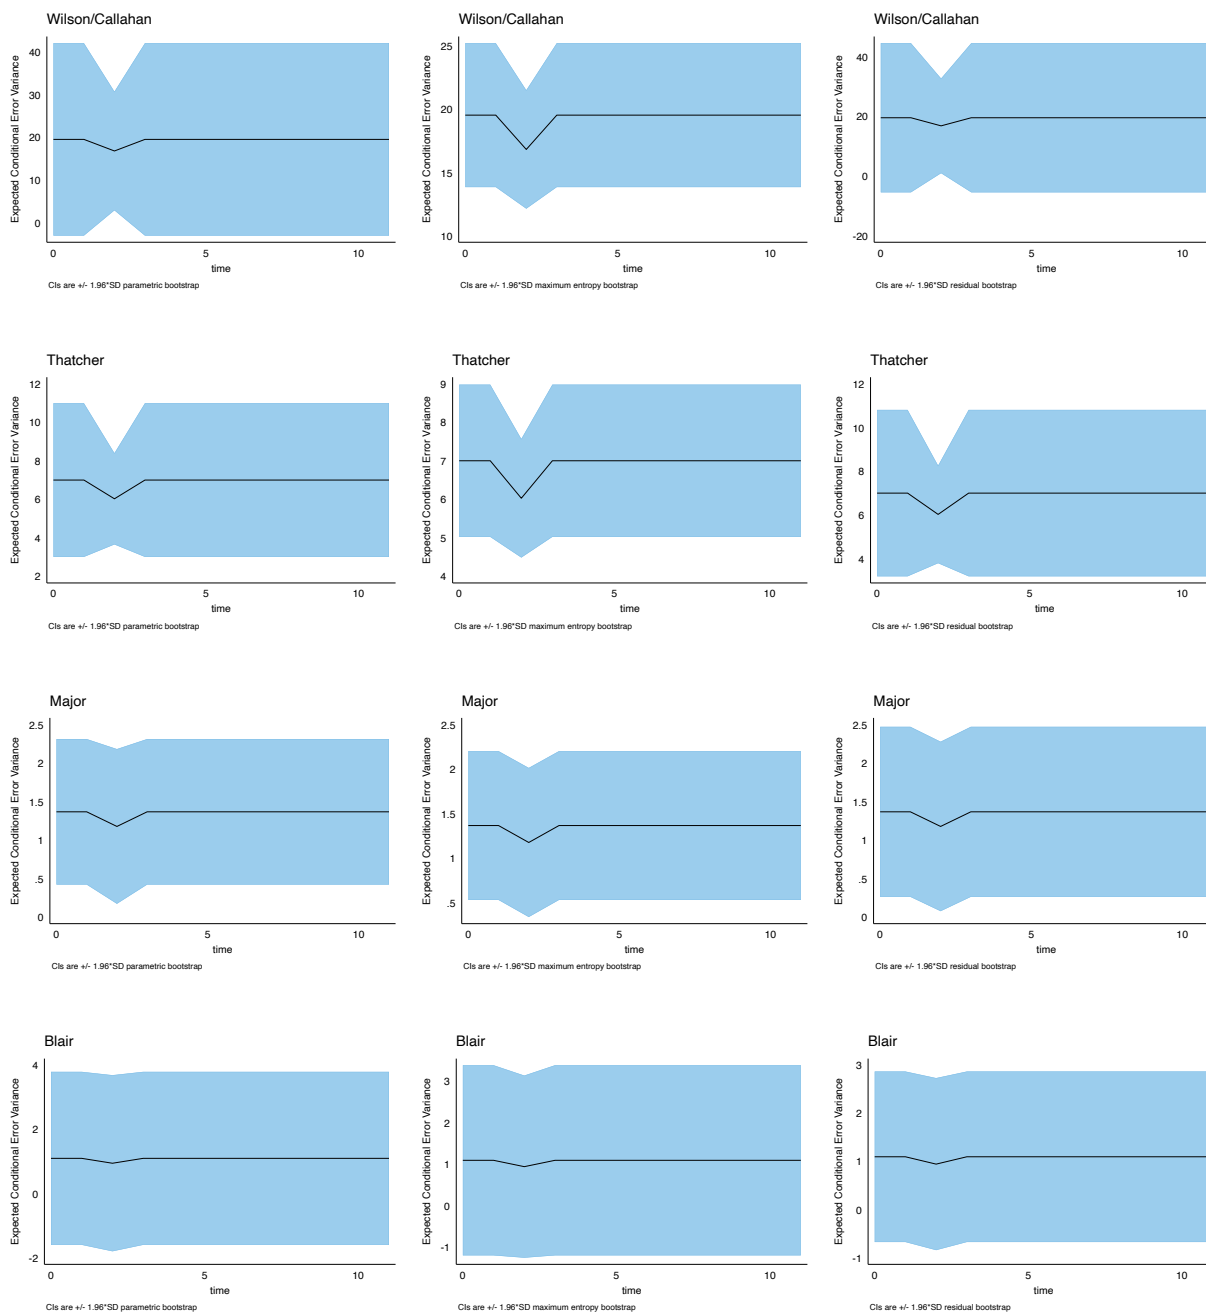 Wilson/Callahan
Expected Conditional Error Variance
40
30
20
10
0
0 5 10
time
CIs are +/- 1.96*SD parametric bootstrap
Wilson/Callahan
Expected Conditional Error Variance
25
20
15
10
0 5 10
time
CIs are +/- 1.96*SD maximum entropy bootstrap
Wilson/Callahan
Expected Conditional Error Variance
40
20
0
-20
0 5 10
time
CIs are +/- 1.96*SD residual bootstrap
Thatcher
Expected Conditional Error Variance
12
10
8
6
4
2
0 5 10
time
CIs are +/- 1.96*SD parametric bootstrap
Thatcher
Expected Conditional Error Variance
9
8
7
6
5
4
0 5 10
time
CIs are +/- 1.96*SD maximum entropy bootstrap
Thatcher
Expected Conditional Error Variance
12
10
8
6
4
0 5 10
time
CIs are +/- 1.96*SD residual bootstrap
Major
Expected Conditional Error Variance
2.5
2
1.5
1
.5
0
0 5 10
time
CIs are +/- 1.96*SD parametric bootstrap
Major
Expected Conditional Error Variance
2.5
2
1.5
1
.5
0 5 10
time
CIs are +/- 1.96*SD maximum entropy bootstrap
Major
Expected Conditional Error Variance
2.5
2
1.5
1
.5
0
0 5 10
time
CIs are +/- 1.96*SD residual bootstrap
Blair
Expected Conditional Error Variance
4
2
0
-2
0 5 10
time
CIs are +/- 1.96*SD parametric bootstrap
Blair
Expected Conditional Error Variance
3
2
1
0
-1
0 5 10
time
CIs are +/- 1.96*SD maximum entropy bootstrap
Blair
Expected Conditional Error Variance
3
2
1
0
-1
0 5 10
time
CIs are +/- 1.96*SD residual bootstrap